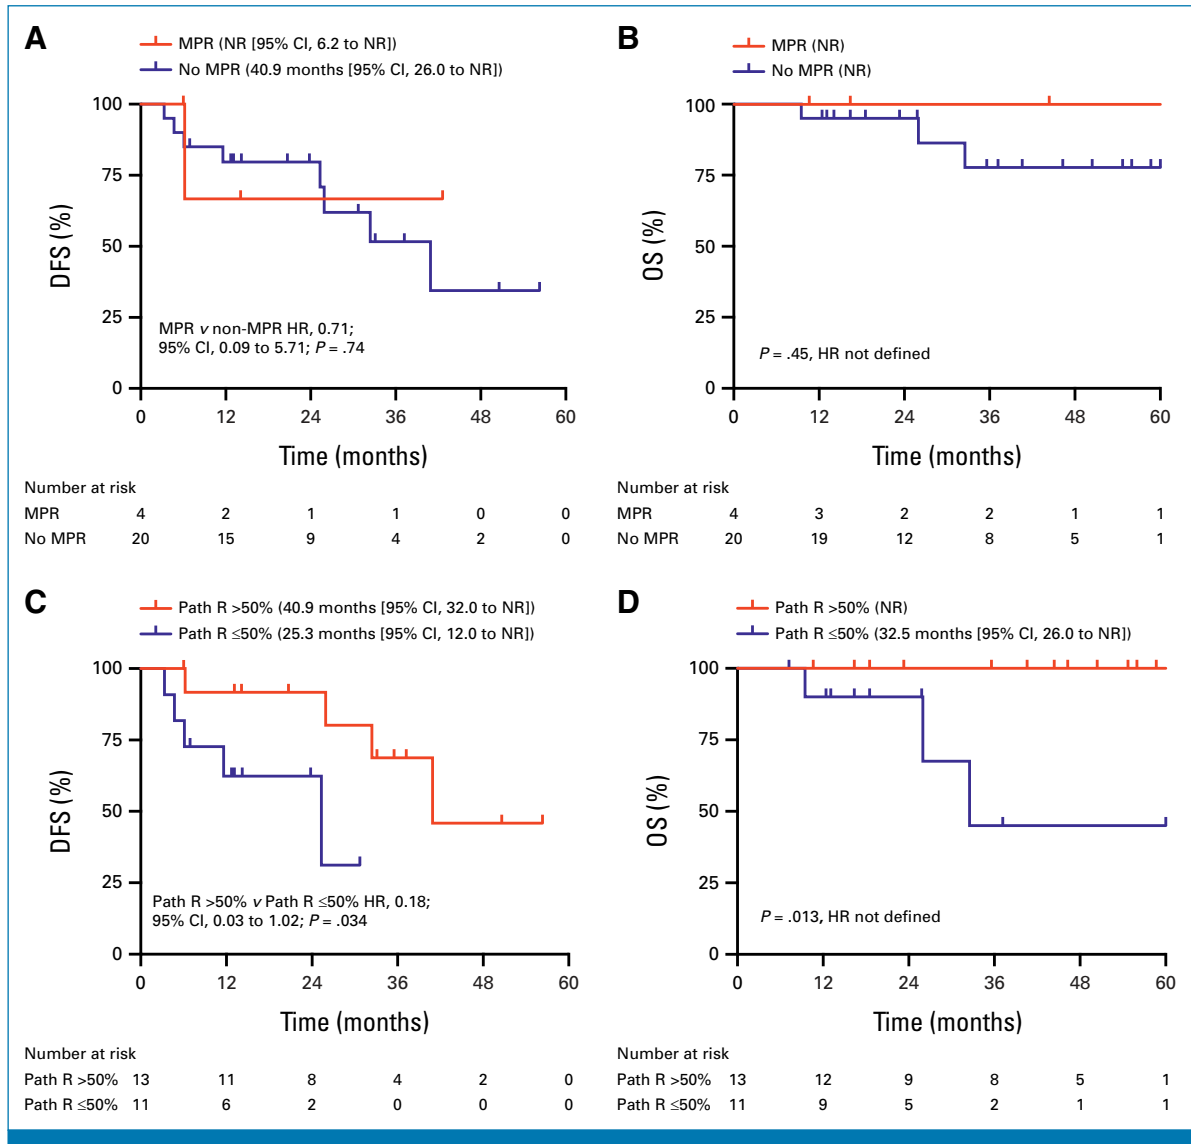 A
MPR (NR [95% CI, 6.2 to NR])
No MPR (40.9 months [95% CI, 26.0 to NR])
100
75
50
25
0
DFS (%)
MPR v non-MPR HR, 0.71;
95% CI, 0.09 to 5.71; P = .74
0 12 24 36 48 60
Time (months)
Number at risk
MPR 4 2 1 1 0 0
No MPR 20 15 9 4 2 0
B
MPR (NR)
No MPR (NR)
100
75
50
25
0
OS (%)
P = .45, HR not defined
0 12 24 36 48 60
Time (months)
Number at risk
MPR 4 3 2 2 1 1
No MPR 20 19 12 8 5 1
C
Path R >50% (40.9 months [95% CI, 32.0 to NR])
Path R ≤50% (25.3 months [95% CI, 12.0 to NR])
100
75
50
25
0
DFS (%)
Path R >50% v Path R ≤50% HR, 0.18;
95% CI, 0.03 to 1.02; P = .034
0 12 24 36 48 60
Time (months)
Number at risk
Path R >50% 13 11 8 4 2 0
Path R ≤50% 11 6 2 0 0 0
D
Path R >50% (NR)
Path R ≤50% (32.5 months [95% CI, 26.0 to NR])
100
75
50
25
0
OS (%)
P = .013, HR not defined
0 12 24 36 48 60
Time (months)
Number at risk
Path R >50% 13 12 9 8 5 1
Path R ≤50% 11 9 5 2 1 1